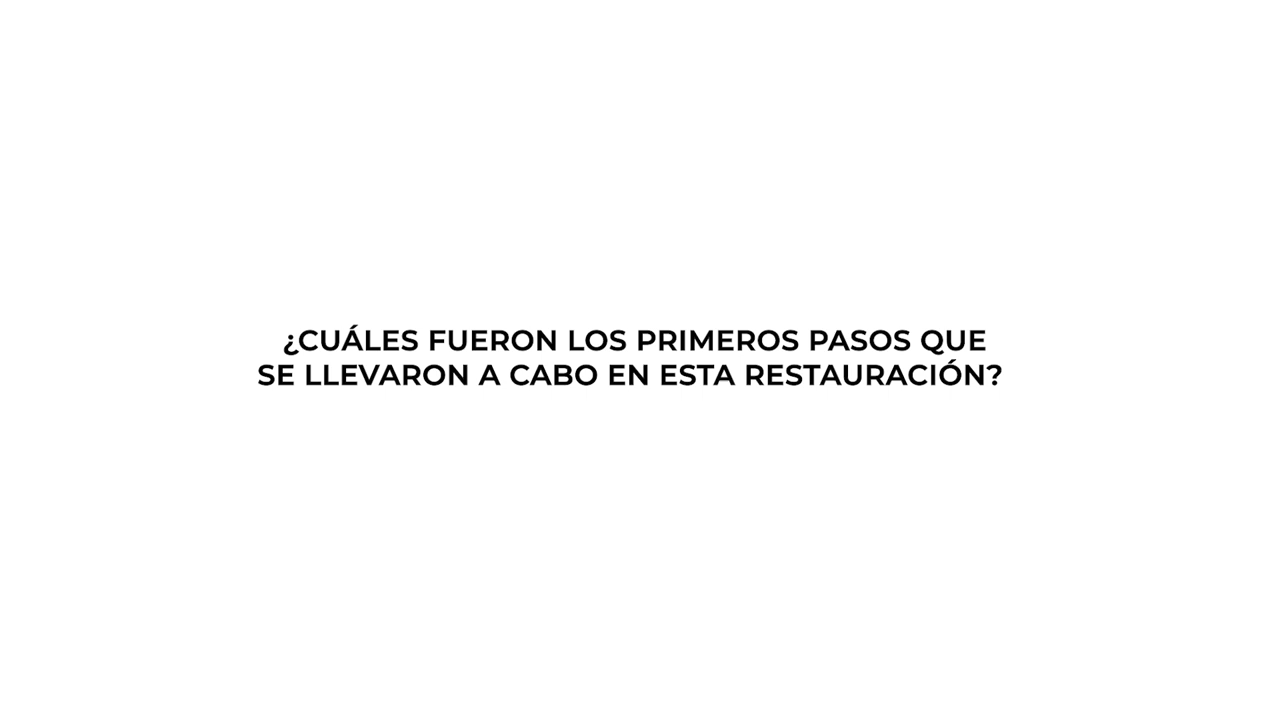 ¿CUÁLES FUERON LOS PRIMEROS PASOS QUE
SE LLEVARON A CABO EN ESTA RESTAURACIÓN?